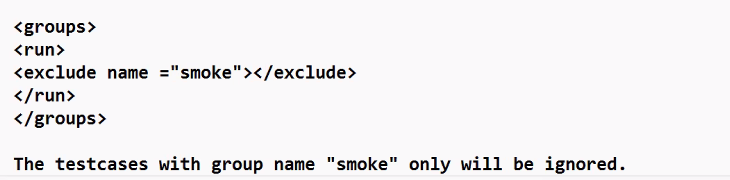 <groups>
<run>
<exclude name ="smoke"></exclude>
</run>
</groups>
The testcases with group name "smoke" only will be ignored.